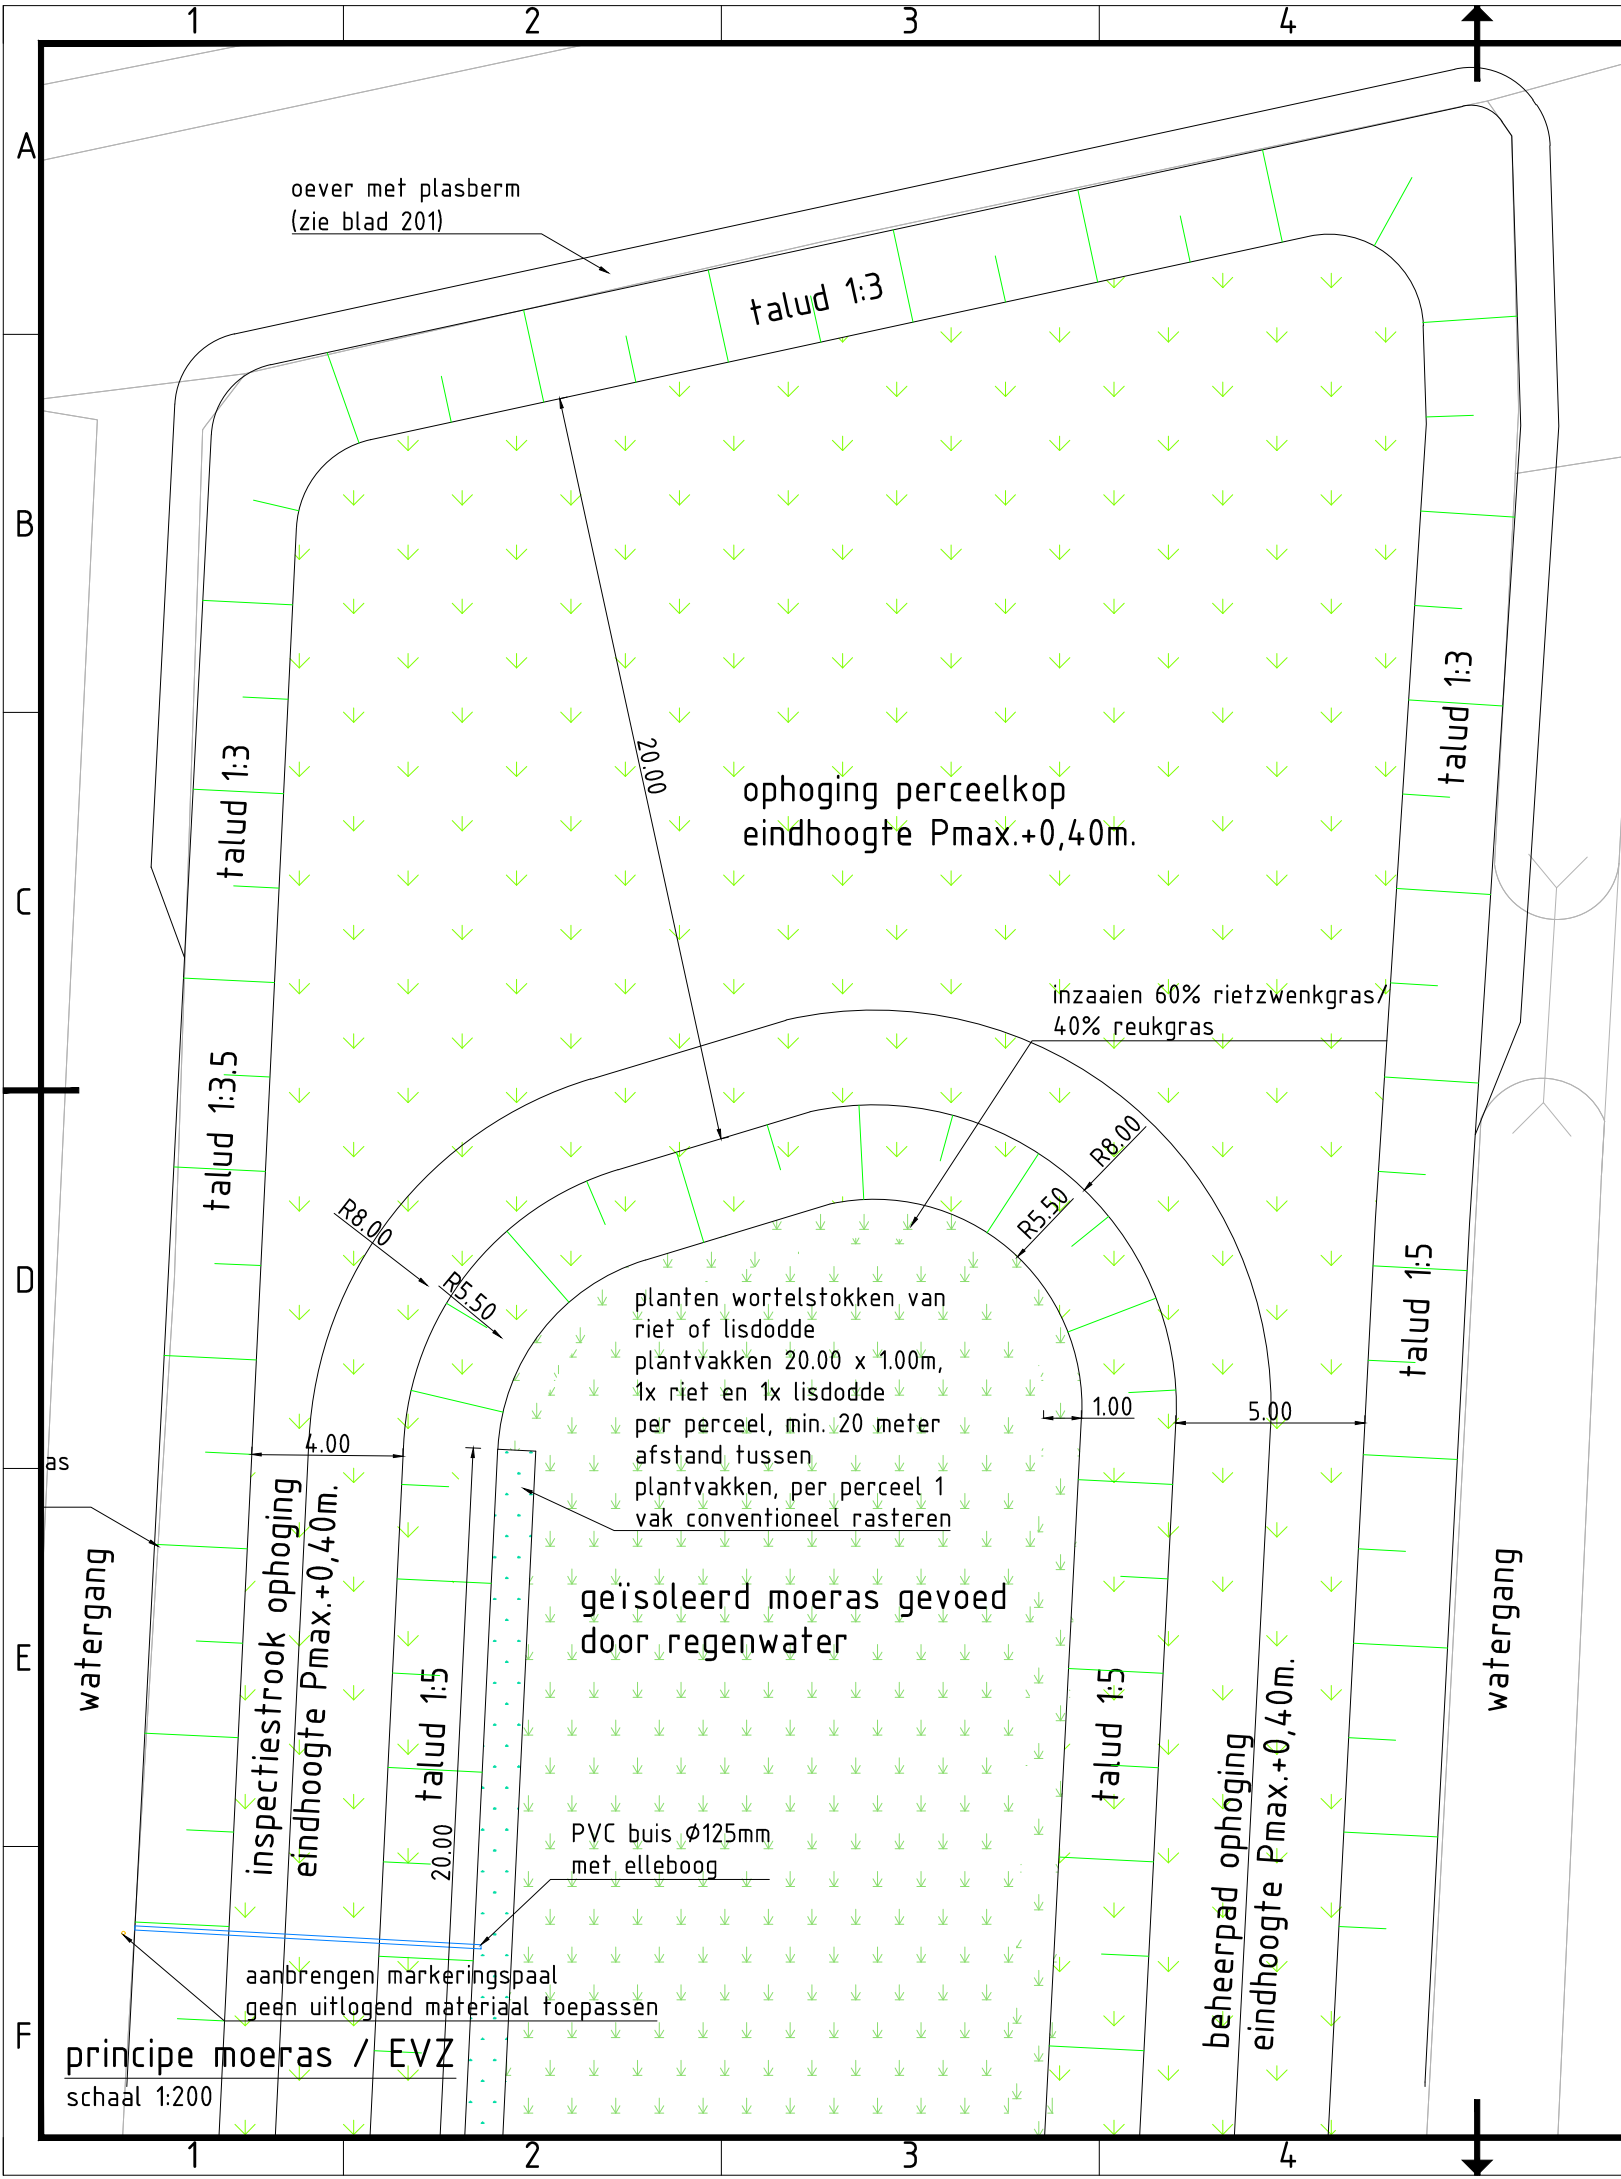 1 2 3 4
A
oever met plasberm
(zie blad 201)
talud 1:3
B
talud 1:3
talud 1:3
20.00
ophoging perceelkop
eindhoogte Pmax.+0,40m.
C
inzaaien 60% rietzwenkgras/
40% reukgras
talud 1:3.5
R8.00
R5.50
R8.00
R5.50
D
talud 1:5
planten wortelstokken van
riet of lisdodde
plantvakken 20.00 x 1.00m,
1x riet en 1x lisdodde
per perceel, min. 20 meter
afstand tussen
plantvakken, per perceel 1
vak conventioneel rasteren
1.00
5.00
4.00
as
watergang
inspectiestrook ophoging
eindhoogte Pmax.+0,40m.
geïsoleerd moeras gevoed
door regenwater
watergang
E
talud 1:5
talud 1:5
20.00
beheerpad ophoging
eindhoogte Pmax.+0,40m.
PVC buis Ø125mm
met elleboog
aanbrengen markeringspaal
geen uitlogend materiaal toepassen
F
principe moeras / EVZ
schaal 1:200
1 2 3 4